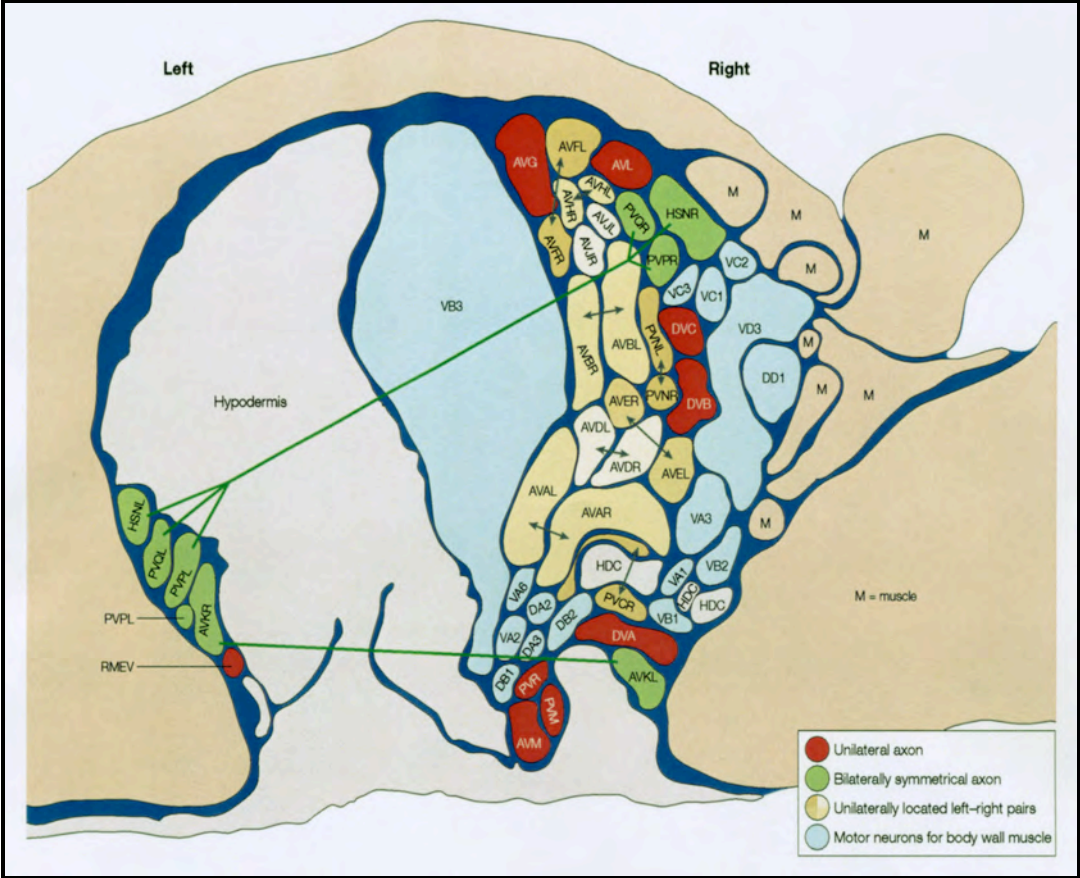 Left
Right
AVG
AVFL
AVL
AVHL
AVHR
PVQR
HSNR
AVJL
AVFR
AVJR
PVPR
M
M
M
M
VC2
VC3
VC1
VB3
DVC
VD3
PVNL
AVBL
AVBR
M
DD1
M
M
Hypodermis
AVER
PVNR
DVB
AVDL
AVDR
AVEL
AVAL
AVAR
VA3
M
HSNL
PVQL
PVPL
AVKR
PVPL
RMEV
HDC
VA1
VB2
HDC
HDC
VA6
DA2
DB2
PVCR
VB1
M = muscle
VA2
DA3
DVA
DB1
PVR
AVKL
PVM
AVM
Unilateral axon
Bilaterally symmetrical axon
Unilaterally located left–right pairs
Motor neurons for body wall muscle